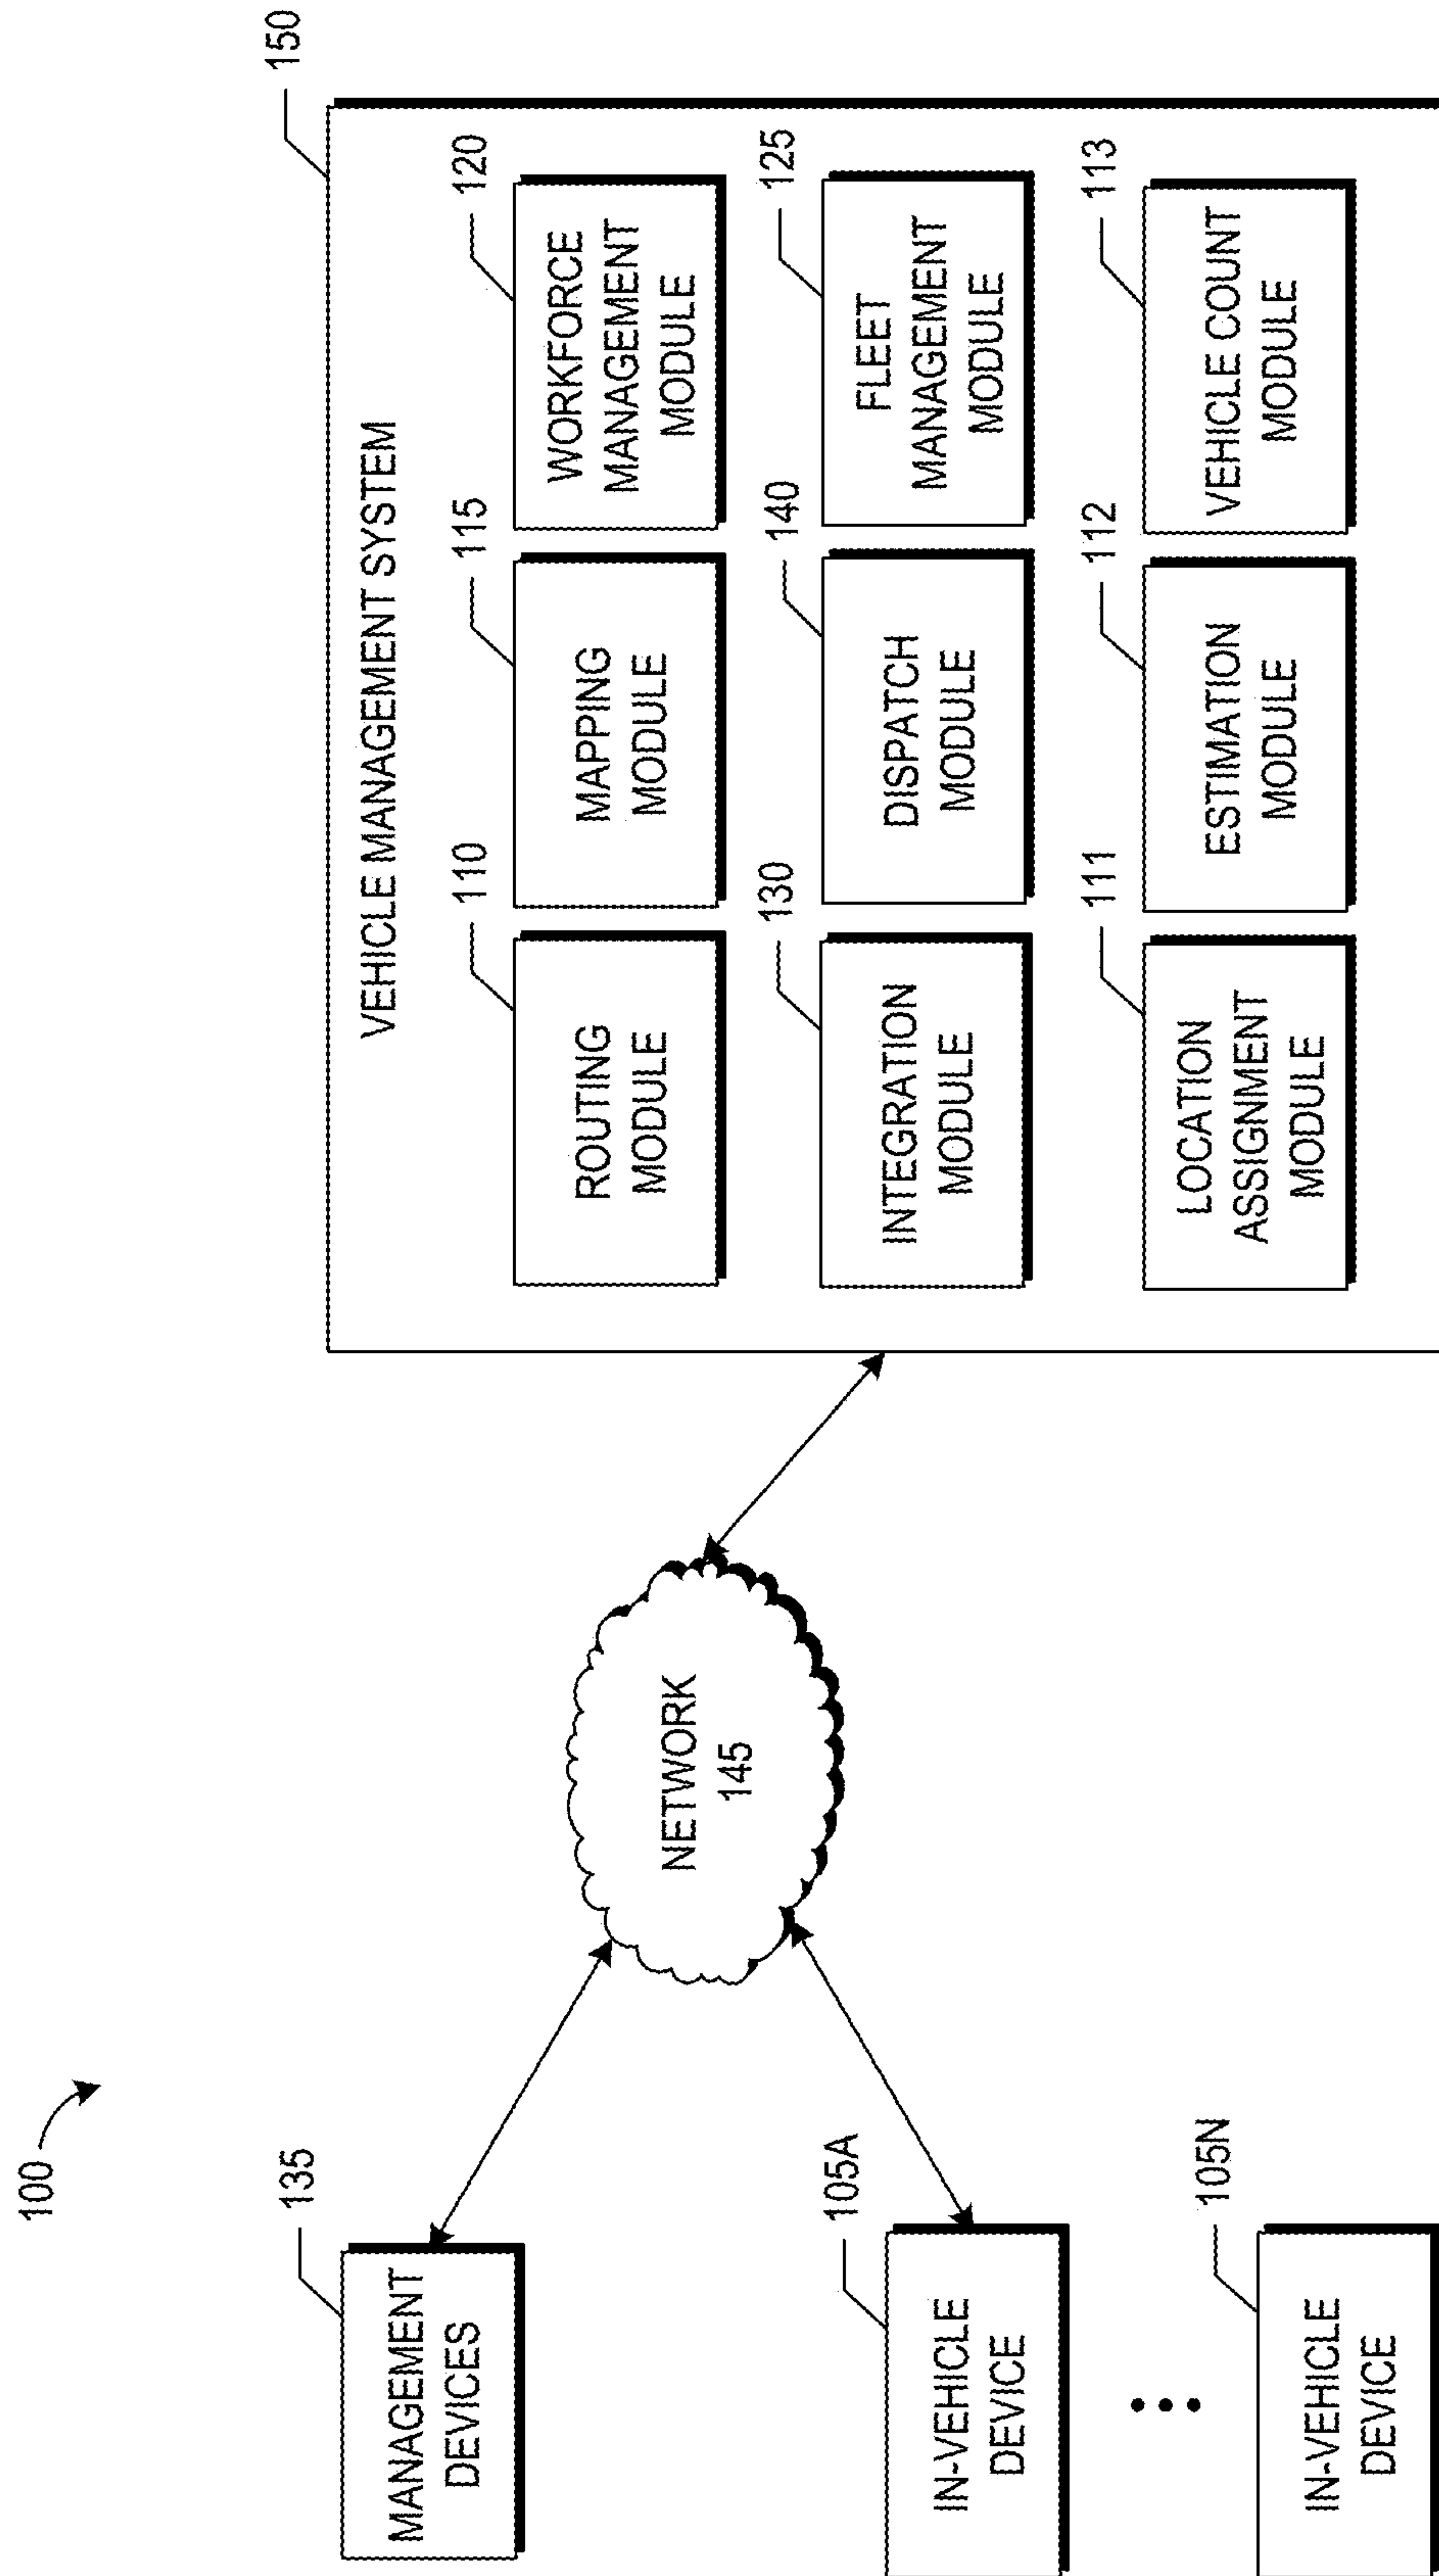 100
135
MANAGEMENT
DEVICES
105A
IN-VEHICLE
DEVICE
105N
IN-VEHICLE
DEVICE
NETWORK
145
150
VEHICLE MANAGEMENT SYSTEM
110
ROUTING
MODULE
115
MAPPING
MODULE
120
WORKFORCE
MANAGEMENT
MODULE
130
INTEGRATION
MODULE
140
DISPATCH
MODULE
125
FLEET
MANAGEMENT
MODULE
111
LOCATION
ASSIGNMENT
MODULE
112
ESTIMATION
MODULE
113
VEHICLE COUNT
MODULE